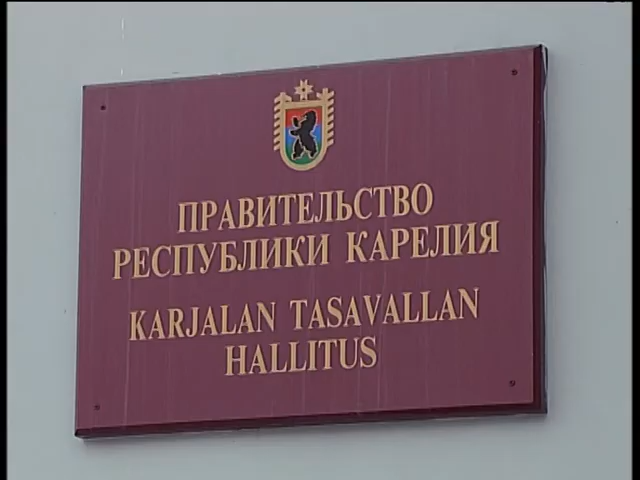 ПРАВИТЕЛЬСТВО
РЕСПУБЛИКИ КАРЕЛИЯ
KARJALAN TASAVALLAN
HALLITUS